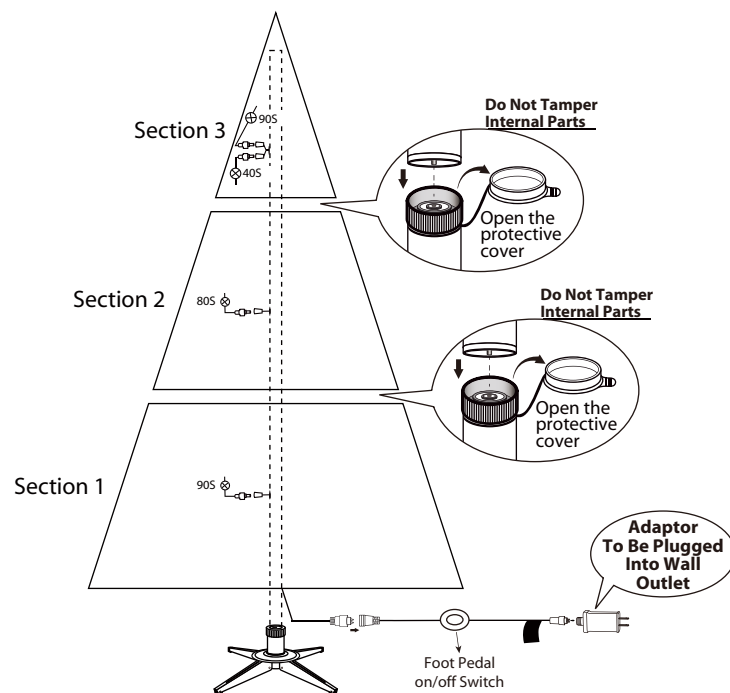 Do Not Tamper
Internal Parts
Section 3
90S
40S
Open the
protective
cover
Section 2
80S
Do Not Tamper
Internal Parts
Open the
protective
cover
Section 1
90S
Adaptor
To Be Plugged
Into Wall
Outlet
Foot Pedal
on/off Switch